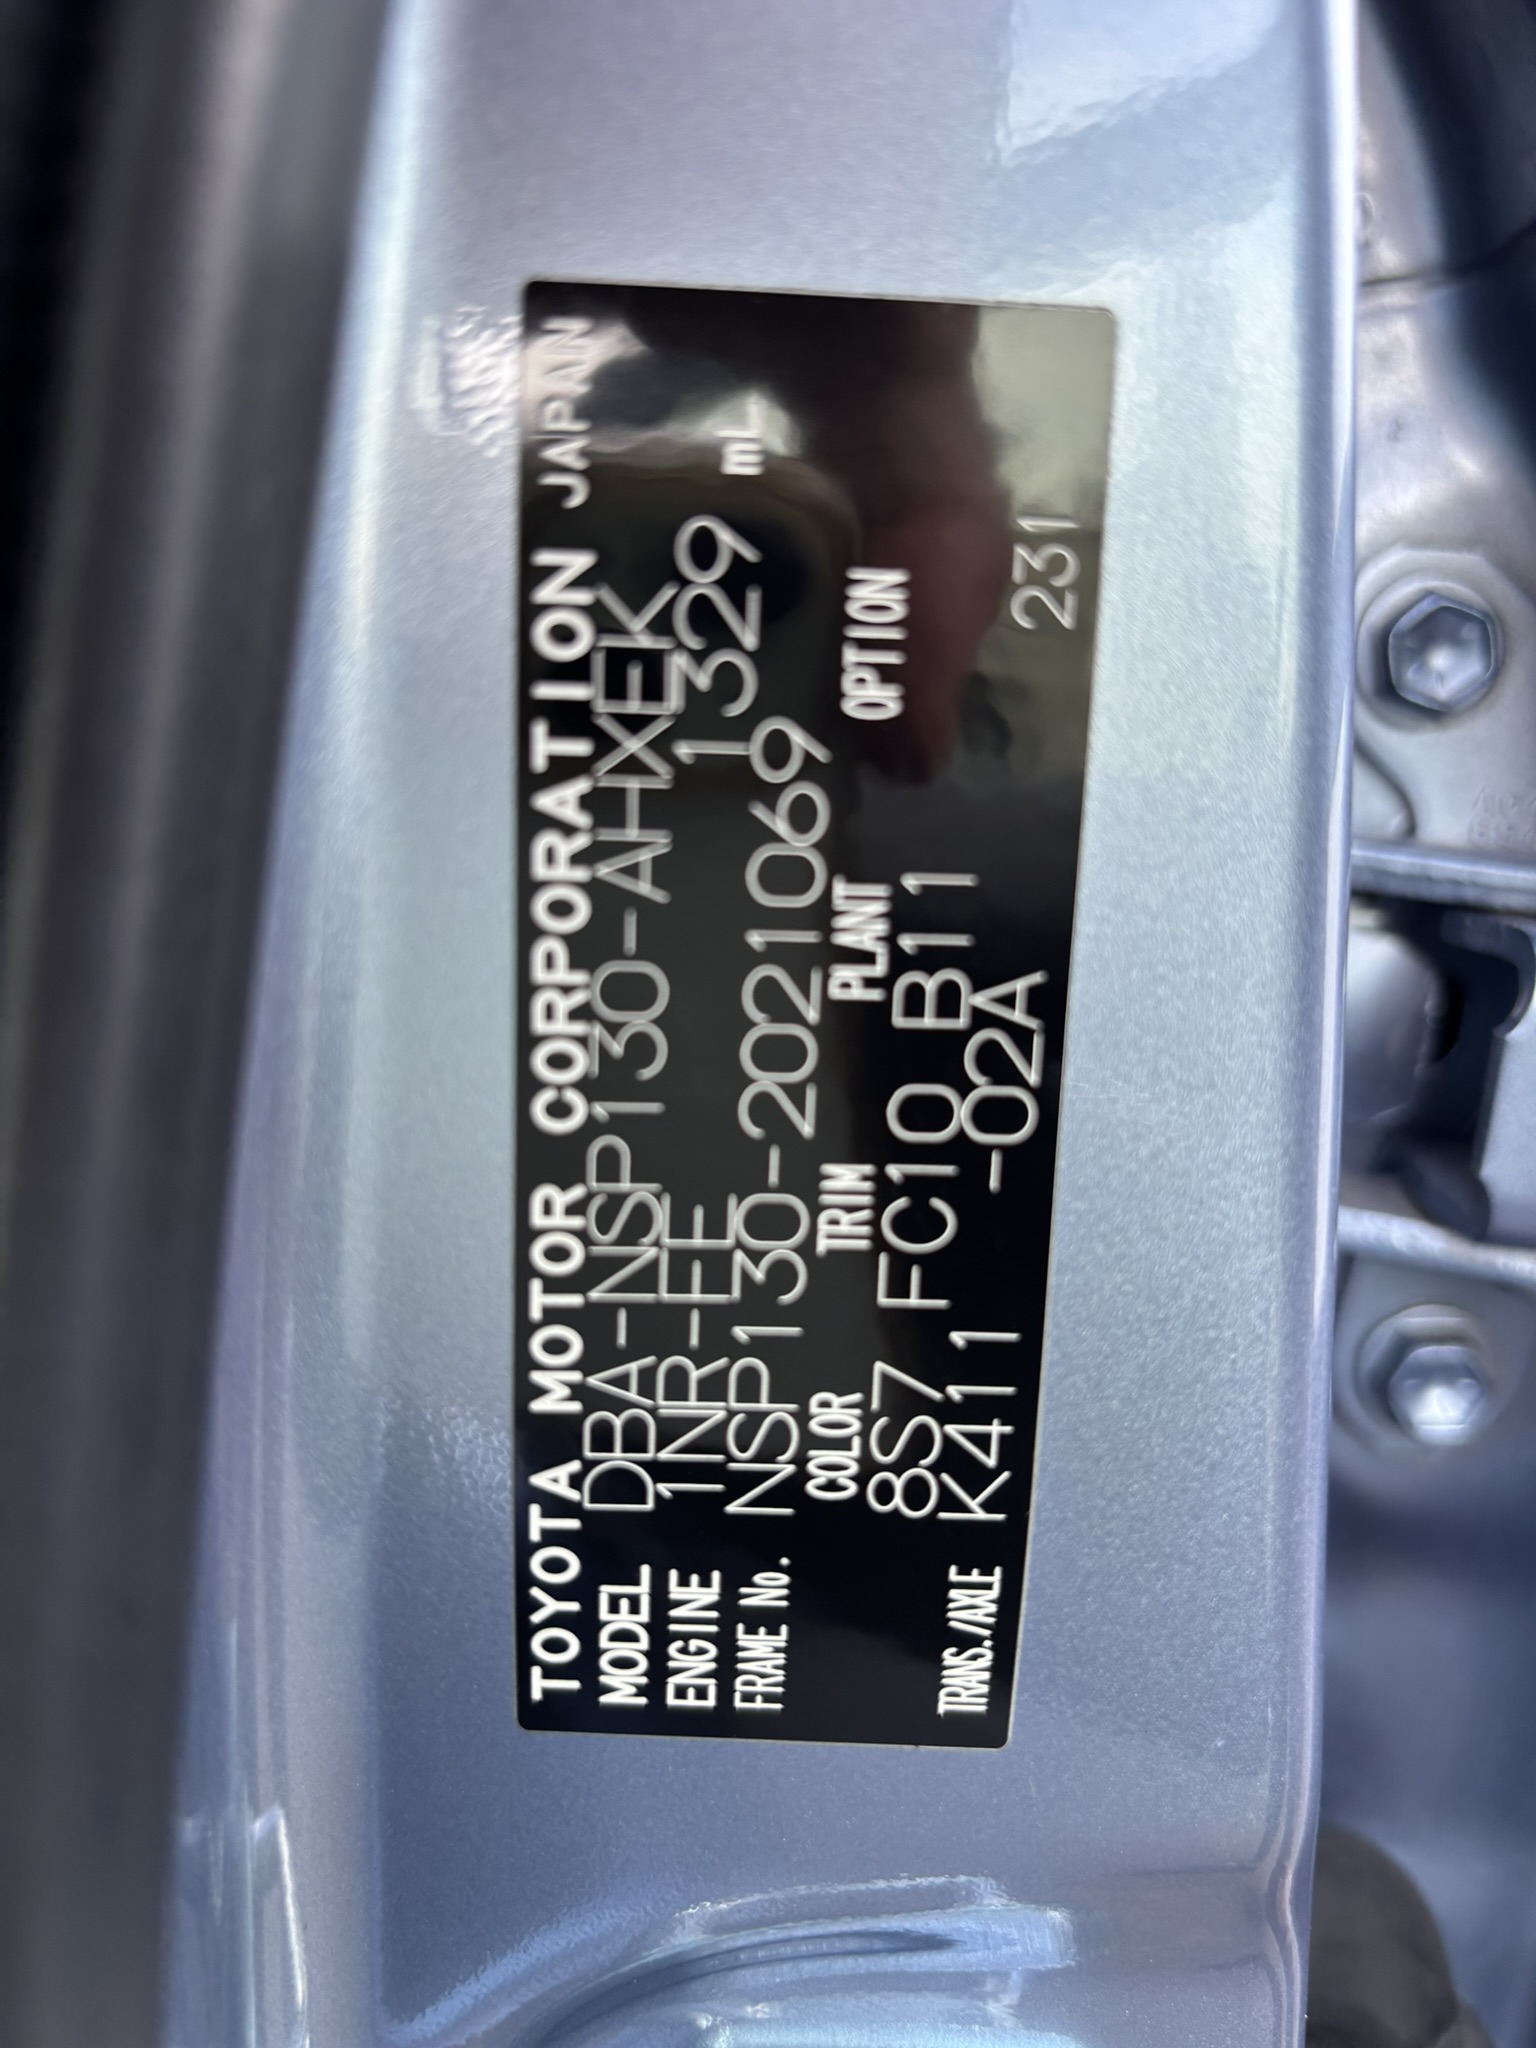 TOYOTA MOTOR CORPORATION JAPAN
MODEL DBA-NSP130-AHXEK
ENGINE 1NR-FE 1329 mL
FRAME No. NSP130-2021069
COLOR TRIM PLANT OPTION
8S7 FC10 B11
TRANS./AXLE K411 -02A 231